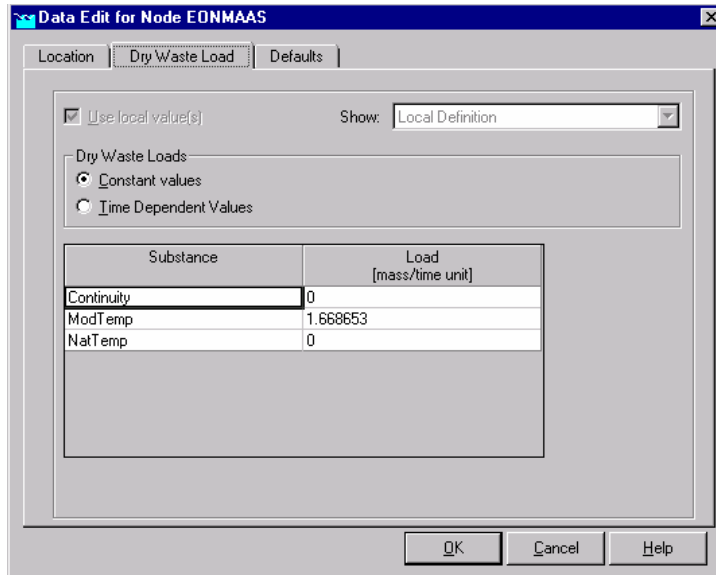 Data Edit for Node EONMAAS
Location Dry Waste Load Defaults
Use local value(s) Show: Local Definition
Dry Waste Loads
Constant values
Time Dependent Values
Substance Load
[mass/time unit]
Continuity 0
ModTemp 1.668653
NatTemp 0
OK Cancel Help